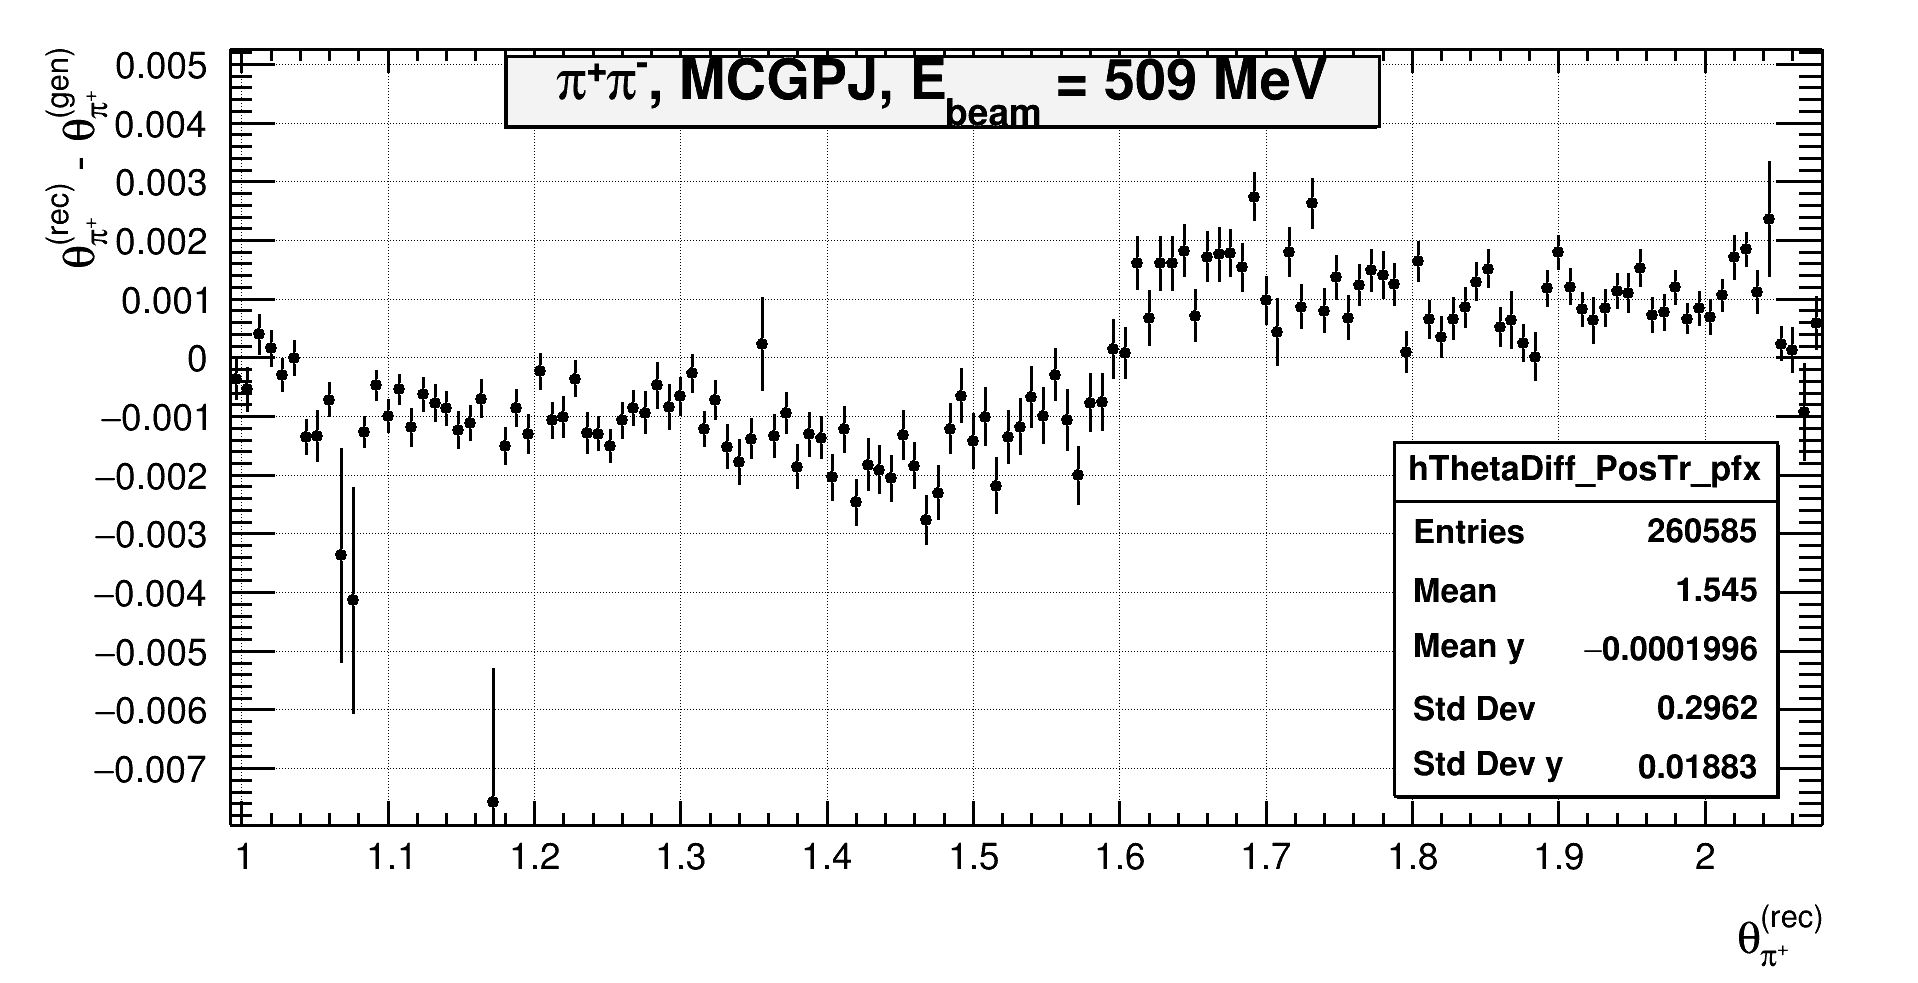 π⁺π⁻, MCGPJ, E_beam = 509 MeV
θ_π⁺^(rec) - θ_π⁺^(gen)
0.005
0.004
0.003
0.002
0.001
0
−0.001
−0.002
−0.003
−0.004
−0.005
−0.006
−0.007
hThetaDiff_PosTr_pfx
Entries 260585
Mean 1.545
Mean y −0.0001996
Std Dev 0.2962
Std Dev y 0.01883
1 1.1 1.2 1.3 1.4 1.5 1.6 1.7 1.8 1.9 2
θ_π⁺^(rec)